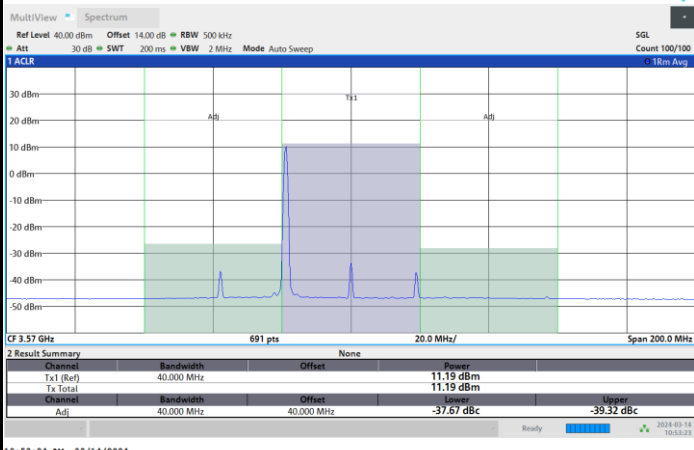 MultiView Spectrum
Ref Level 40.00 dBm Offset 14.00 dB RBW 500 kHz SGL
Att 30 dB SWT 200 ms VBW 2 MHz Mode Auto Sweep Count 100/100
1 ACLR 1Rm Avg
30 dBm
Tx1
20 dBm Adj Adj
10 dBm
0 dBm
-10 dBm
-20 dBm
-30 dBm
-40 dBm
-50 dBm
CF 3.57 GHz 691 pts 20.0 MHz/ Span 200.0 MHz
2 Result Summary None
Channel Bandwidth Offset Power
Tx1 (Ref) 40.000 MHz 11.19 dBm
Tx Total 11.19 dBm
Channel Bandwidth Offset Lower Upper
Adj 40.000 MHz 40.000 MHz -37.67 dBc -39.32 dBc
Ready 2024-03-14
10:53:23